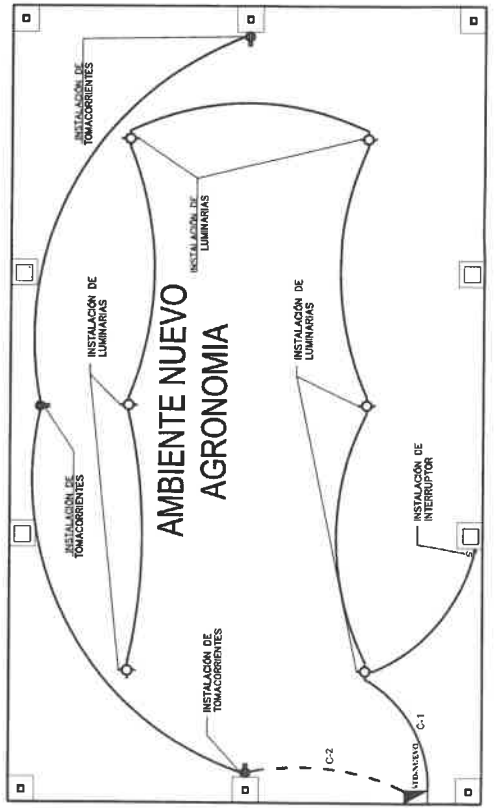 INSTALACIÓN DE
TOMACORRIENTES
INSTALACIÓN DE
LUMINARIAS
INSTALACIÓN DE
LUMINARIAS
AMBIENTE NUEVO
AGRONOMIA
INSTALACIÓN DE
LUMINARIAS
INSTALACIÓN DE
TOMACORRIENTES
INSTALACIÓN DE
INTERRUPTOR
S
INSTALACIÓN DE
TOMACORRIENTES
C-2
C-1